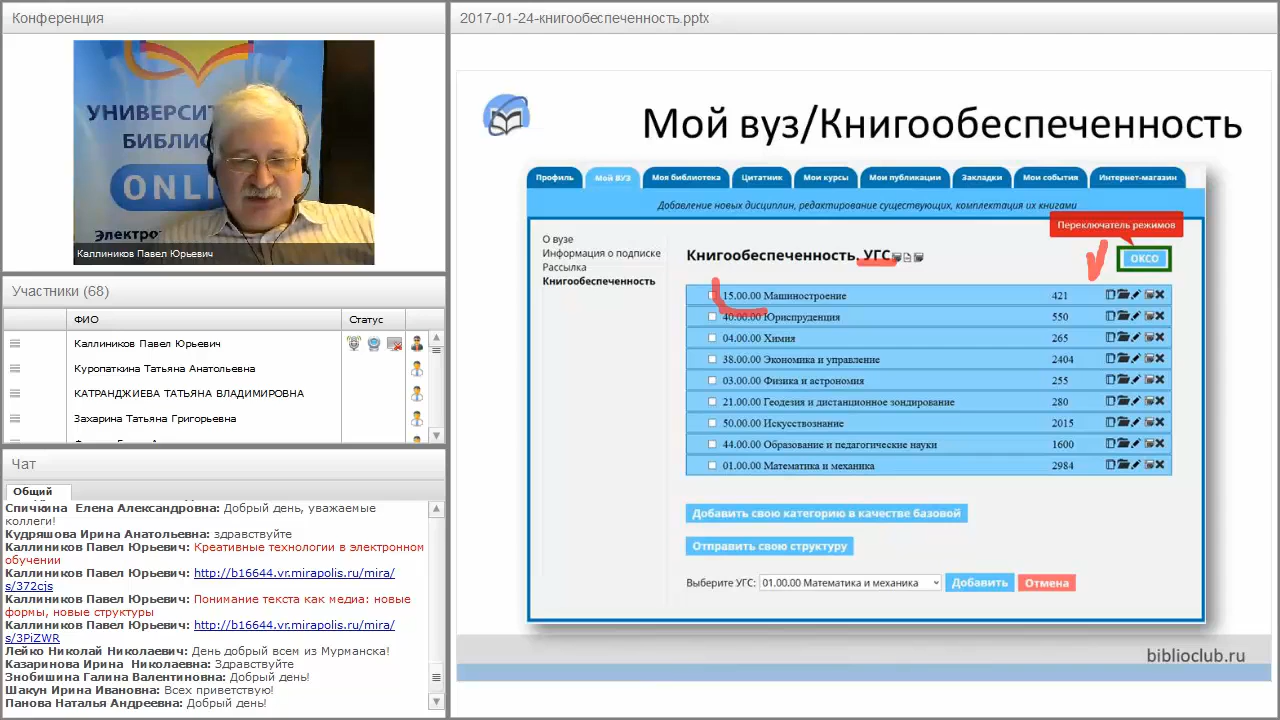 Конференция
УНИВЕРСИТ
БИБЛИО
ONLI
Электро
Каллиников Павел Юрьевич
Участники (68)
ФИО
Статус
Каллиников Павел Юрьевич
Куропаткина Татьяна Анатольевна
КАТРАНДЖИЕВА ТАТЬЯНА ВЛАДИМИРОВНА
Захарина Татьяна Григорьевна
Чат
Общий
Спичкина Елена Александровна: Добрый день, уважаемые
коллеги!
Кудряшова Ирина Анатольевна: здравствуйте
Каллиников Павел Юрьевич: Креативные технологии в электронном
обучении
Каллиников Павел Юрьевич: http://b16644.vr.mirapolis.ru/mira/
s/372cjs
Каллиников Павел Юрьевич: Понимание текста как медиа: новые
формы, новые структуры
Каллиников Павел Юрьевич: http://b16644.vr.mirapolis.ru/mira/
s/3PiZWR
Лейко Николай Николаевич: День добрый всем из Мурманска!
Казаринова Ирина Николаевна: Здравствуйте
Знобишина Галина Валентиновна: Добрый день!
Шакун Ирина Ивановна: Всех приветствую!
Панова Наталья Андреевна: Добрый день!
2017-01-24-книгообеспеченность.pptx
Мой вуз/Книгообеспеченность
Профиль Мой ВУЗ Моя библиотека Цитатник Мои курсы Мои публикации Закладки Мои события Интернет-магазин
Добавление новых дисциплин, редактирование существующих, комплектация их книгами
Переключатель режимов
ОКСО
О вузе
Информация о подписке
Рассылка
Книгообеспеченность
Книгообеспеченность. УГС
15.00.00 Машиностроение 421
40.00.00 Юриспруденция 550
04.00.00 Химия 265
38.00.00 Экономика и управление 2404
03.00.00 Физика и астрономия 255
21.00.00 Геодезия и дистанционное зондирование 280
50.00.00 Искусствознание 2015
44.00.00 Образование и педагогические науки 1600
01.00.00 Математика и механика 2984
Добавить свою категорию в качестве базовой
Отправить свою структуру
Выберите УГС: 01.00.00 Математика и механика Добавить Отмена
biblioclub.ru